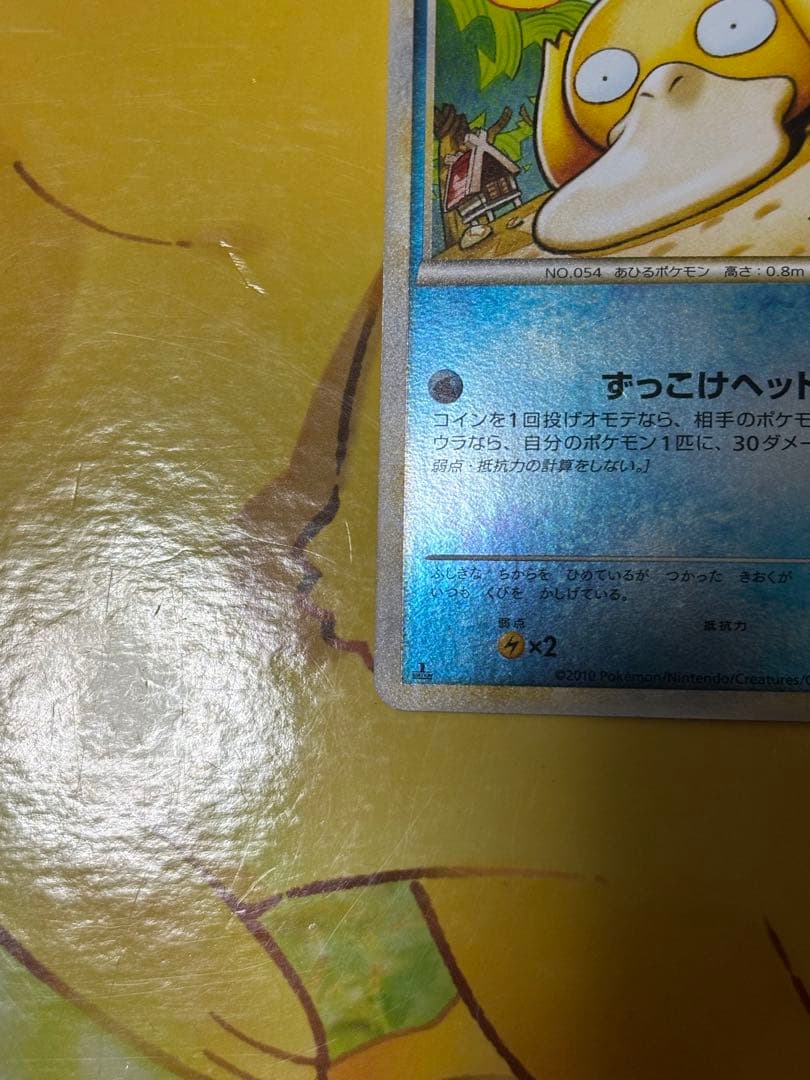 NO.054 あひるポケモン 高さ：0.8m
ずっこけヘッド
コインを1回投げオモテなら、相手のポケモ
ウラなら、自分のポケモン1匹に、30ダメー
弱点・抵抗力の計算をしない。]
ふしぎな ちからを ひめているが つかった きおくが
いつも くびを かしげている。
弱点 抵抗力
×2
1
EDITION
©2010 Pokémon/Nintendo/Creatures/